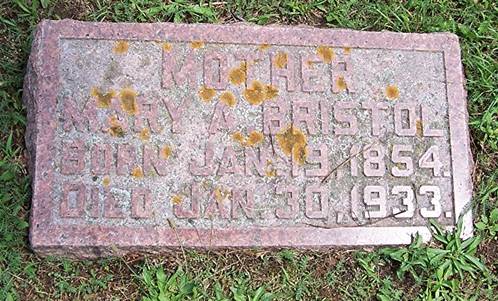 MOTHER
MARY A. BRISTOL
BORN JAN. 19, 1854.
DIED JAN. 30, 1933.